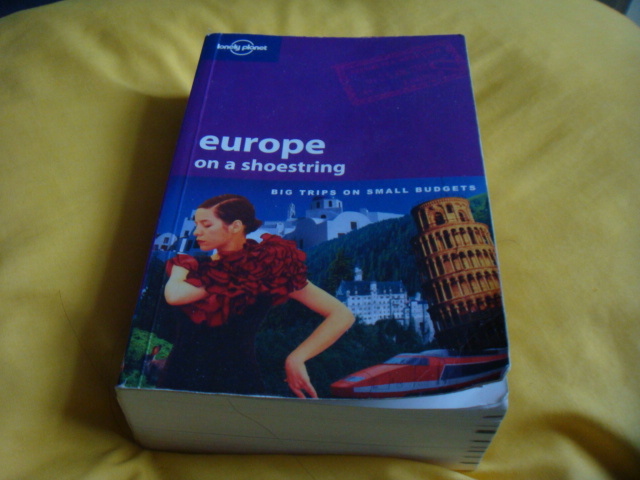 lonely planet
europe
on a shoestring
BIG TRIPS ON SMALL BUDGETS